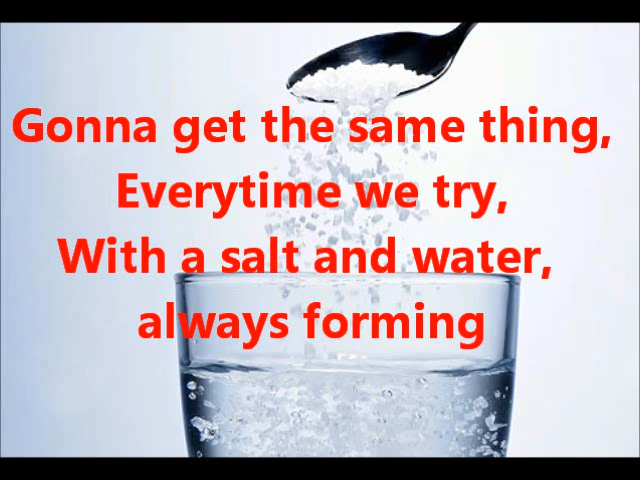 Gonna get the same thing,
Everytime we try,
With a salt and water,
always forming